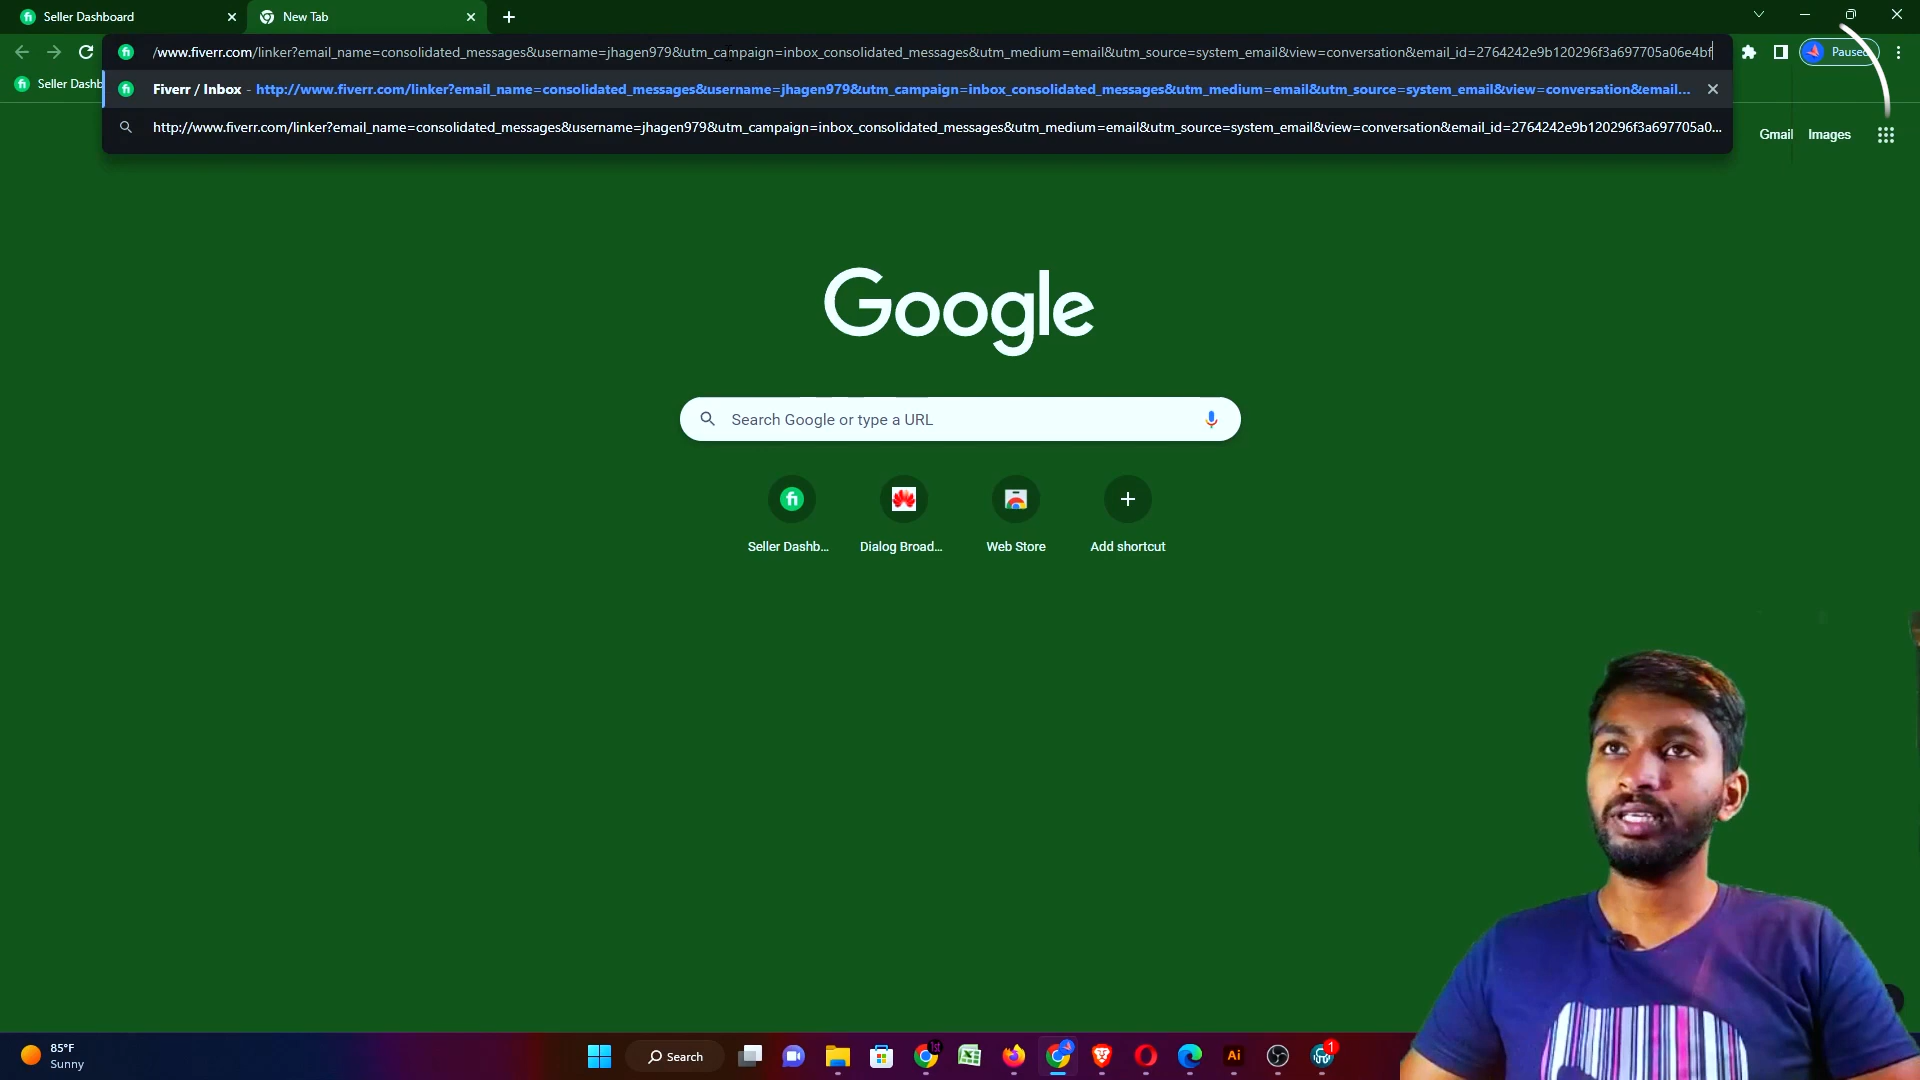 Seller Dashboard
New Tab
/www.fiverr.com/linker?email_name=consolidated_messages&username=jhagen979&utm_campaign=inbox_consolidated_messages&utm_medium=email&utm_source=system_email&view=conversation&email_id=2764242e9b120296f3a697705a06e4bf
Paused
Seller Dashb
Fiverr / Inbox - http://www.fiverr.com/linker?email_name=consolidated_messages&username=jhagen979&utm_campaign=inbox_consolidated_messages&utm_medium=email&utm_source=system_email&view=conversation&email...
http://www.fiverr.com/linker?email_name=consolidated_messages&username=jhagen979&utm_campaign=inbox_consolidated_messages&utm_medium=email&utm_source=system_email&view=conversation&email_id=2764242e9b120296f3a697705a0...
Gmail Images
Google
Search Google or type a URL
Seller Dashb... Dialog Broad... Web Store Add shortcut
85°F
Sunny
Search
1st
Ai
1